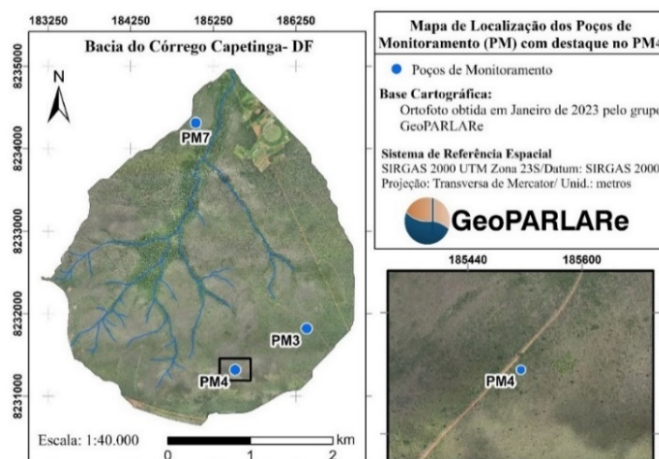 183250 184250 185250 186250
Bacia do Córrego Capetinga- DF
8235000
N
PM7
8234000
8233000
8232000
PM3
PM4
8231000
Escala: 1:40.000
km
0 1 2
Mapa de Localização dos Poços de
Monitoramento (PM) com destaque no PM4
Poços de Monitoramento
Base Cartográfica:
Ortofoto obtida em Janeiro de 2023 pelo grupo
GeoPARLARe
Sistema de Referência Espacial
SIRGAS 2000 UTM Zona 23S/Datum: SIRGAS 2000
Projeção: Transversa de Mercator/ Unid.: metros
GeoPARLARe
185440 185600
PM4